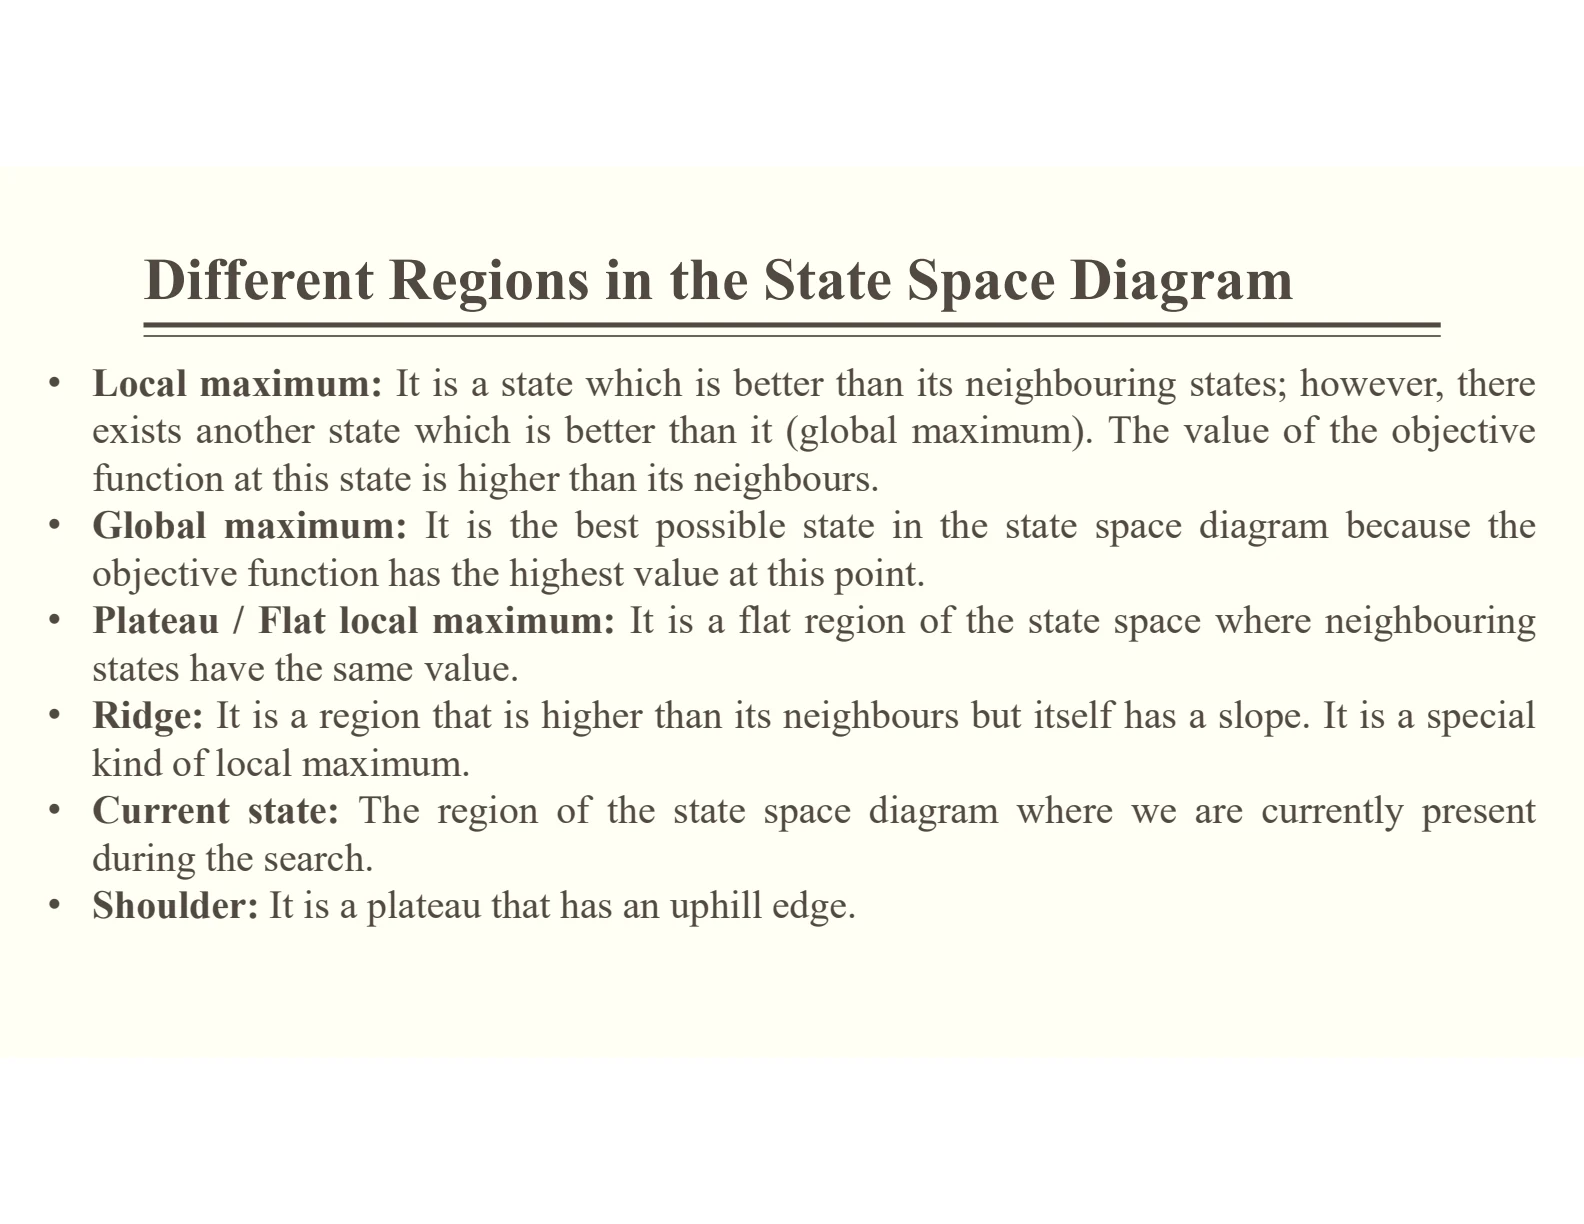 Different Regions in the State Space Diagram
• Local maximum: It is a state which is better than its neighbouring states; however, there
exists another state which is better than it (global maximum). The value of the objective
function at this state is higher than its neighbours.
• Global maximum: It is the best possible state in the state space diagram because the
objective function has the highest value at this point.
• Plateau / Flat local maximum: It is a flat region of the state space where neighbouring
states have the same value.
• Ridge: It is a region that is higher than its neighbours but itself has a slope. It is a special
kind of local maximum.
• Current state: The region of the state space diagram where we are currently present
during the search.
• Shoulder: It is a plateau that has an uphill edge.